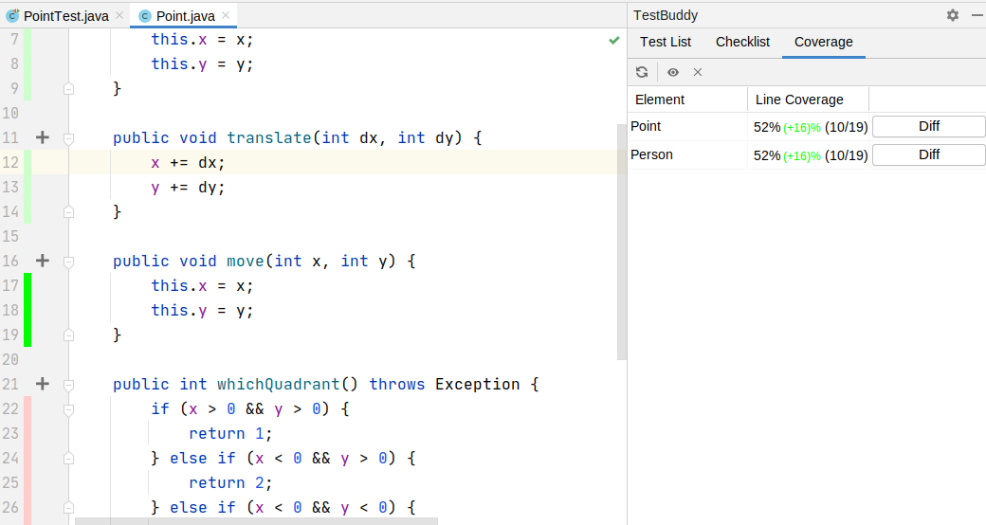 PointTest.java Point.java TestBuddy
Test List Checklist Coverage
Element Line Coverage
Point 52% (+16)% (10/19) Diff
Person 52% (+16)% (10/19) Diff
7 this.x = x;
8 this.y = y;
9 }
10
11 public void translate(int dx, int dy) {
12 x += dx;
13 y += dy;
14 }
15
16 public void move(int x, int y) {
17 this.x = x;
18 this.y = y;
19 }
20
21 public int whichQuadrant() throws Exception {
22 if (x > 0 && y > 0) {
23 return 1;
24 } else if (x < 0 && y > 0) {
25 return 2;
26 } else if (x < 0 && y < 0) {